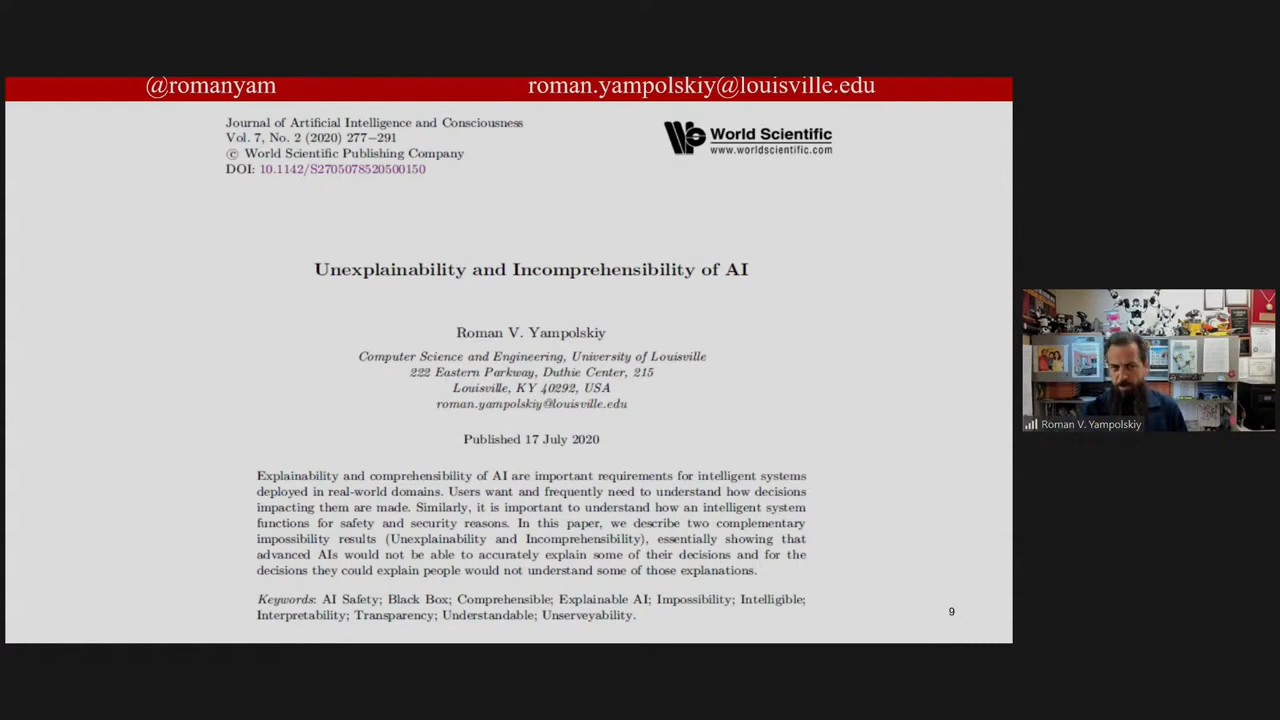 @romanyam
roman.yampolskiy@louisville.edu
Journal of Artificial Intelligence and Consciousness
Vol. 7, No. 2 (2020) 277−291
© World Scientific Publishing Company
DOI: 10.1142/S2705078520500150
World Scientific
www.worldscientific.com
Unexplainability and Incomprehensibility of AI
Roman V. Yampolskiy
Computer Science and Engineering, University of Louisville
222 Eastern Parkway, Duthie Center, 215
Louisville, KY 40292, USA
roman.yampolskiy@louisville.edu
Published 17 July 2020
Explainability and comprehensibility of AI are important requirements for intelligent systems
deployed in real-world domains. Users want and frequently need to understand how decisions
impacting them are made. Similarly, it is important to understand how an intelligent system
functions for safety and security reasons. In this paper, we describe two complementary
impossibility results (Unexplainability and Incomprehensibility), essentially showing that
advanced AIs would not be able to accurately explain some of their decisions and for the
decisions they could explain people would not understand some of those explanations.
Keywords: AI Safety; Black Box; Comprehensible; Explainable AI; Impossibility; Intelligible;
Interpretability; Transparency; Understandable; Unserveyability.
9
Roman V. Yampolskiy